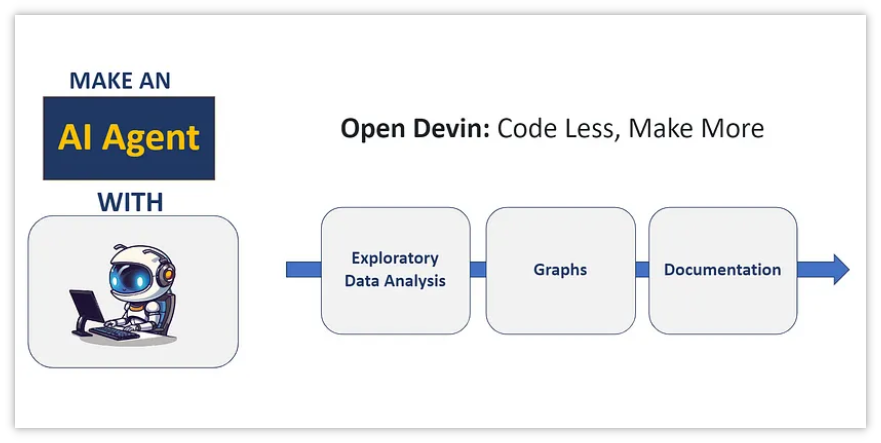 MAKE AN
AI Agent
WITH
Open Devin: Code Less, Make More
Exploratory
Data Analysis
Graphs
Documentation